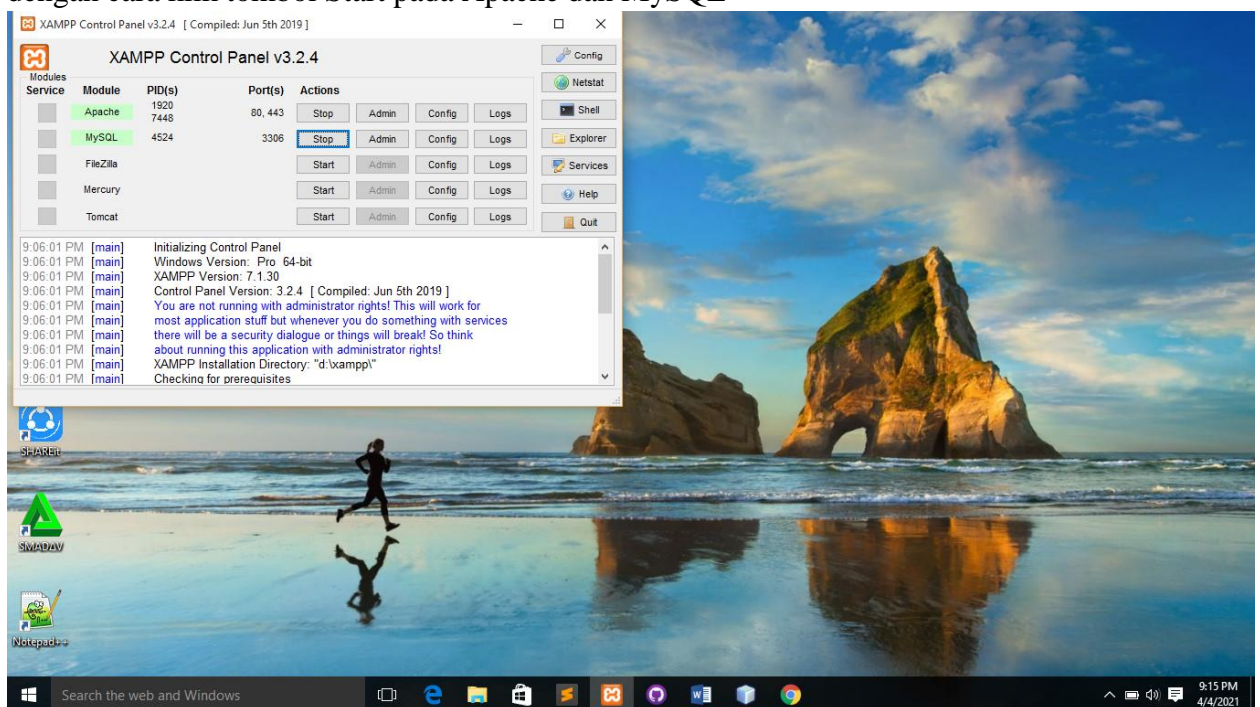 dengan cara klik tombol Start pada Apache dan MySQL
XAMPP Control Panel v3.2.4 [ Compiled: Jun 5th 2019 ]
XAMPP Control Panel v3.2.4
Config
Modules
Service Module PID(s) Port(s) Actions
Netstat
Apache 1920 7448 80, 443 Stop Admin Config Logs
Shell
MySQL 4524 3306 Stop Admin Config Logs
Explorer
FileZilla Start Admin Config Logs
Services
Mercury Start Admin Config Logs
Help
Tomcat Start Admin Config Logs
Quit
9:06:01 PM [main] Initializing Control Panel
9:06:01 PM [main] Windows Version: Pro 64-bit
9:06:01 PM [main] XAMPP Version: 7.1.30
9:06:01 PM [main] Control Panel Version: 3.2.4 [ Compiled: Jun 5th 2019 ]
9:06:01 PM [main] You are not running with administrator rights! This will work for
9:06:01 PM [main] most application stuff but whenever you do something with services
9:06:01 PM [main] there will be a security dialogue or things will break! So think
9:06:01 PM [main] about running this application with administrator rights!
9:06:01 PM [main] XAMPP Installation Directory: "d:\xampp\"
9:06:01 PM [main] Checking for prerequisites
SHAREit
SMADAV
Notepad++
Search the web and Windows
9:15 PM
4/4/2021